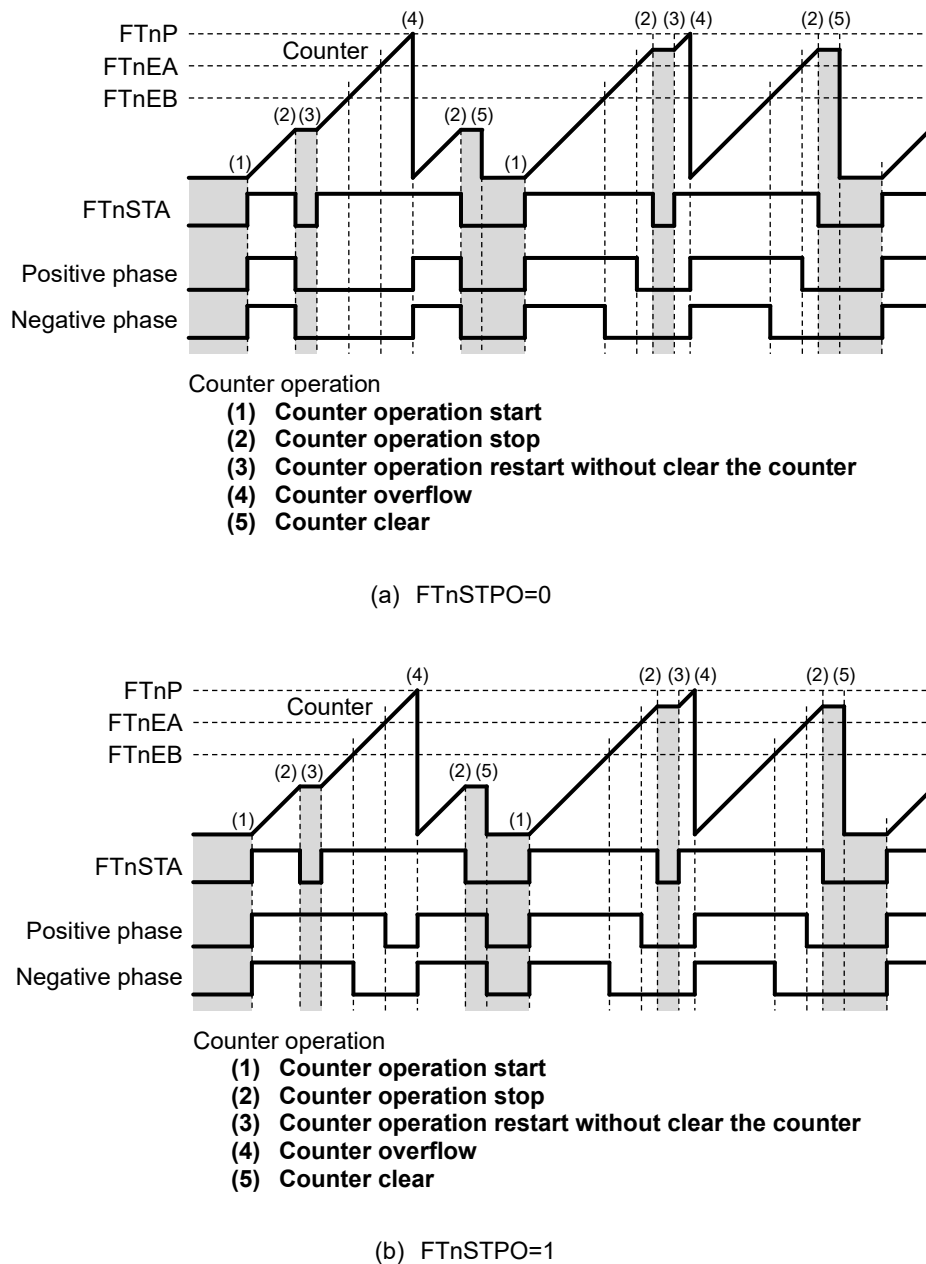 (4) (2) (3) (4) (2) (5)
FTnP
Counter
FTnEA
FTnEB
(2) (3) (2) (5)
(1) (1)
FTnSTA
Positive phase
Negative phase
Counter operation
(1) Counter operation start
(2) Counter operation stop
(3) Counter operation restart without clear the counter
(4) Counter overflow
(5) Counter clear
(a) FTnSTPO=0
(4) (2) (3) (4) (2) (5)
FTnP
Counter
FTnEA
FTnEB
(2) (3) (2) (5)
(1) (1)
FTnSTA
Positive phase
Negative phase
Counter operation
(1) Counter operation start
(2) Counter operation stop
(3) Counter operation restart without clear the counter
(4) Counter overflow
(5) Counter clear
(b) FTnSTPO=1